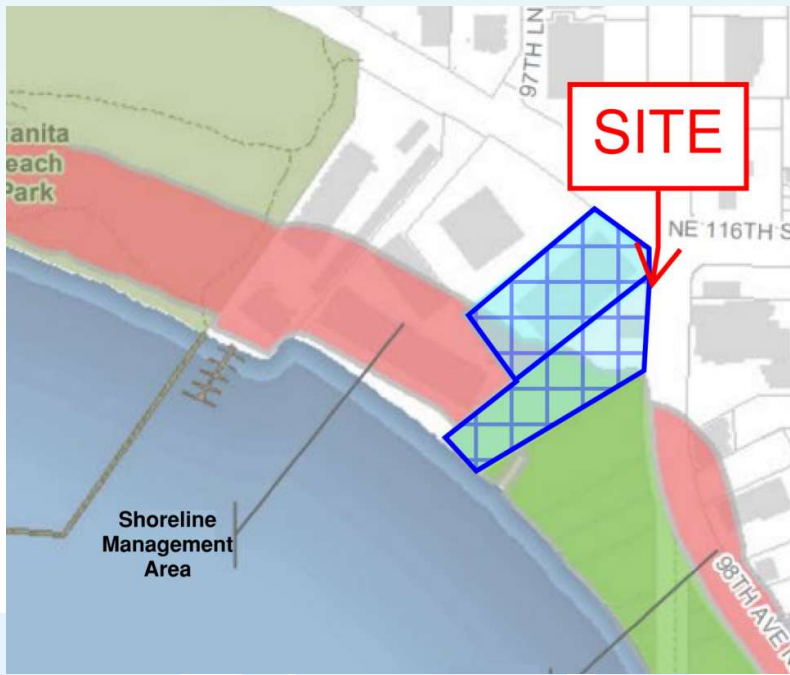 97TH LN
SITE
anita
each
Park
NE 116TH S
Shoreline
Management
Area
98TH AVE N